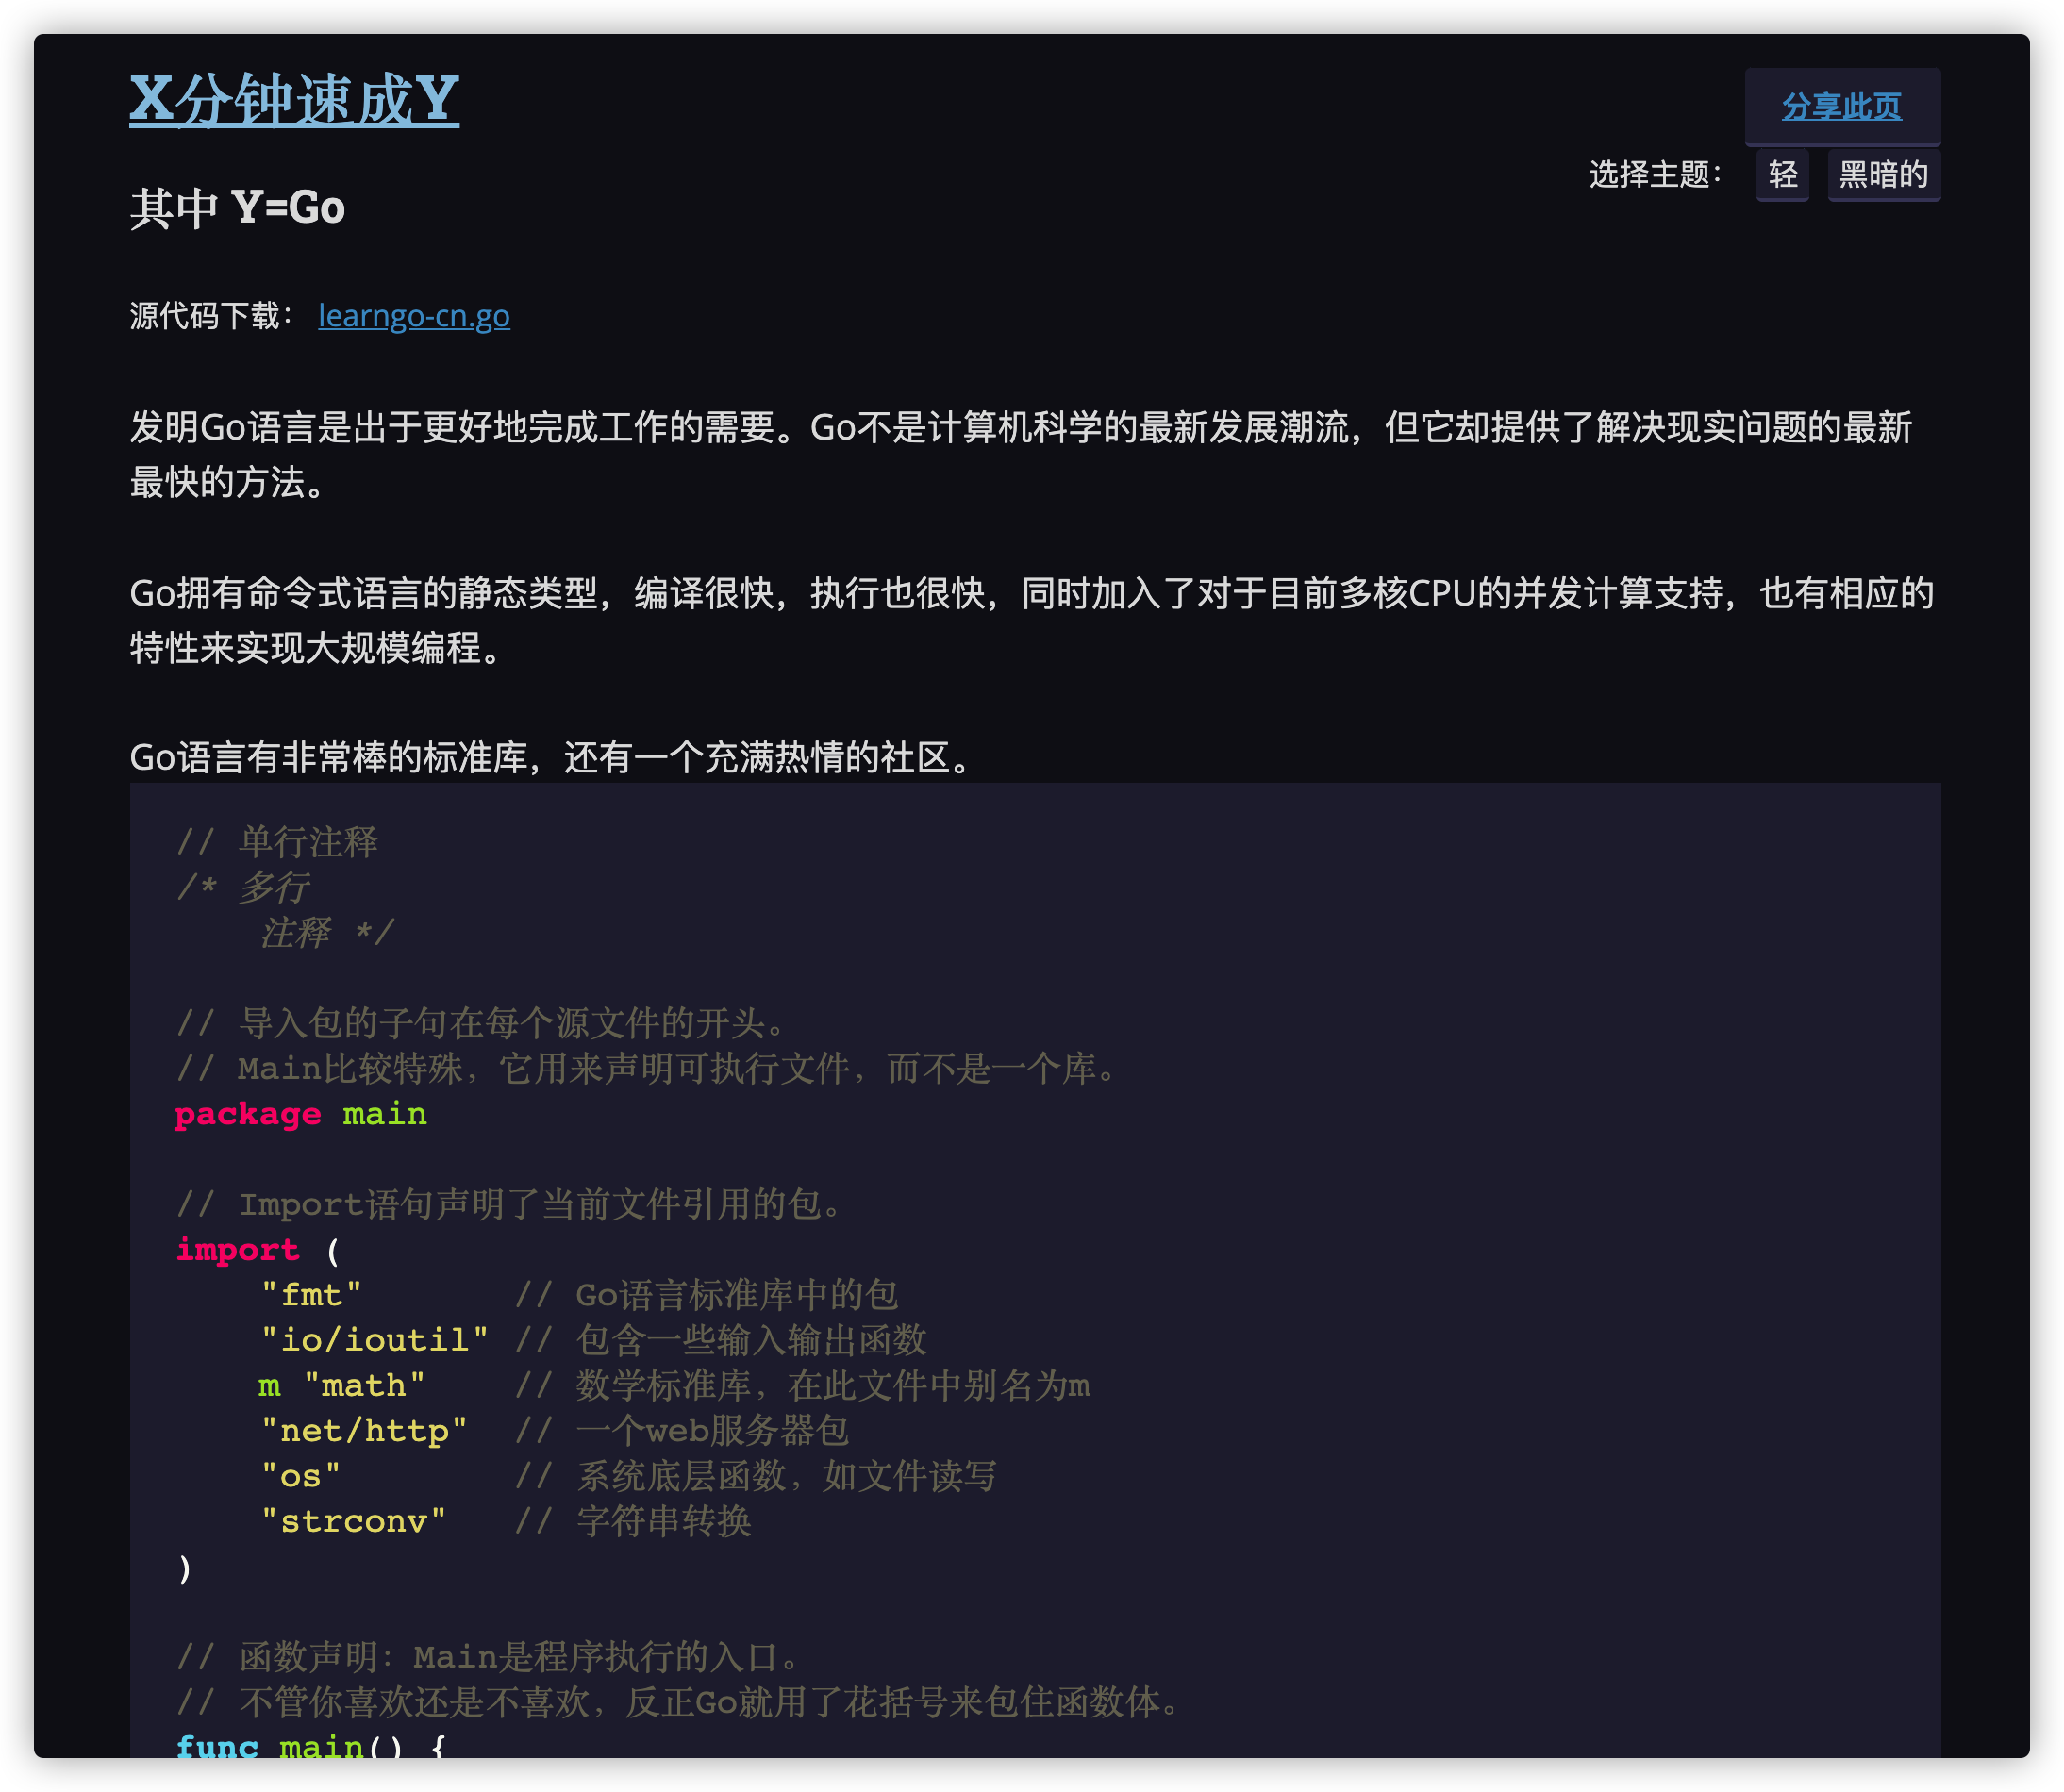 X分钟速成Y
分享此页
选择主题： 轻 黑暗的
其中 Y=Go
源代码下载： learngo-cn.go
发明Go语言是出于更好地完成工作的需要。Go不是计算机科学的最新发展潮流，但它却提供了解决现实问题的最新
最快的方法。
Go拥有命令式语言的静态类型，编译很快，执行也很快，同时加入了对于目前多核CPU的并发计算支持，也有相应的
特性来实现大规模编程。
Go语言有非常棒的标准库，还有一个充满热情的社区。
// 单行注释
/* 多行
    注释 */
// 导入包的子句在每个源文件的开头。
// Main比较特殊，它用来声明可执行文件，而不是一个库。
package main
// Import语句声明了当前文件引用的包。
import (
    "fmt"       // Go语言标准库中的包
    "io/ioutil" // 包含一些输入输出函数
    m "math"    // 数学标准库，在此文件中别名为m
    "net/http"  // 一个web服务器包
    "os"        // 系统底层函数，如文件读写
    "strconv"   // 字符串转换
)
// 函数声明：Main是程序执行的入口。
// 不管你喜欢还是不喜欢，反正Go就用了花括号来包住函数体。
func main() {